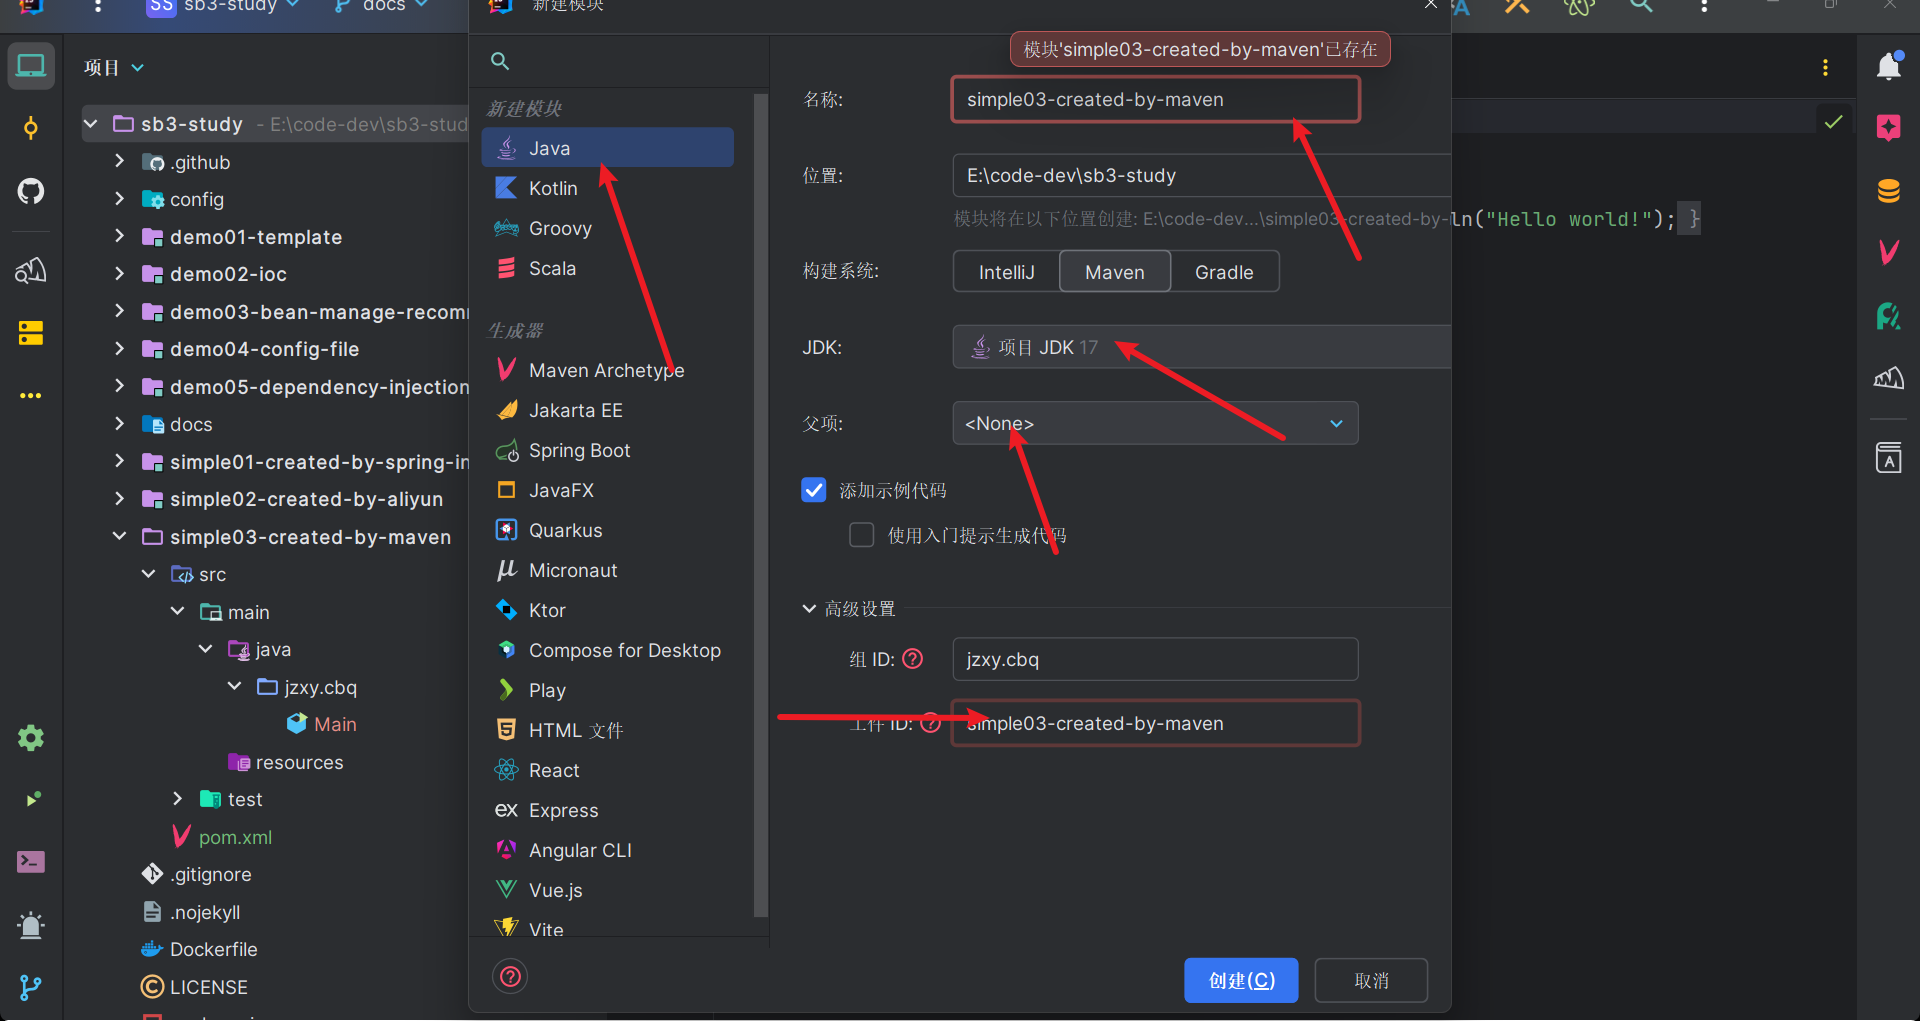 SS sb3-study docs
新建模块
项目
sb3-study - E:\code-dev\sb3-stud
.github
config
demo01-template
demo02-ioc
demo03-bean-manage-recom
demo04-config-file
demo05-dependency-injection
docs
simple01-created-by-spring-in
simple02-created-by-aliyun
simple03-created-by-maven
src
main
java
jzxy.cbq
Main
resources
test
pom.xml
.gitignore
.nojekyll
Dockerfile
LICENSE
新建模块
Java
Kotlin
Groovy
Scala
生成器
Maven Archetype
Jakarta EE
Spring Boot
JavaFX
Quarkus
Micronaut
Ktor
Compose for Desktop
Play
HTML 文件
React
Express
Angular CLI
Vue.js
Vite
模块'simple03-created-by-maven'已存在
名称: simple03-created-by-maven
位置: E:\code-dev\sb3-study
模块将在以下位置创建: E:\code-dev...\simple03-created-by-
构建系统: IntelliJ Maven Gradle
JDK: 项目 JDK 17
父项: <None>
添加示例代码
使用入门提示生成代码
高级设置
组 ID: jzxy.cbq
工件 ID: simple03-created-by-maven
创建(C) 取消
ln("Hello world!"); }